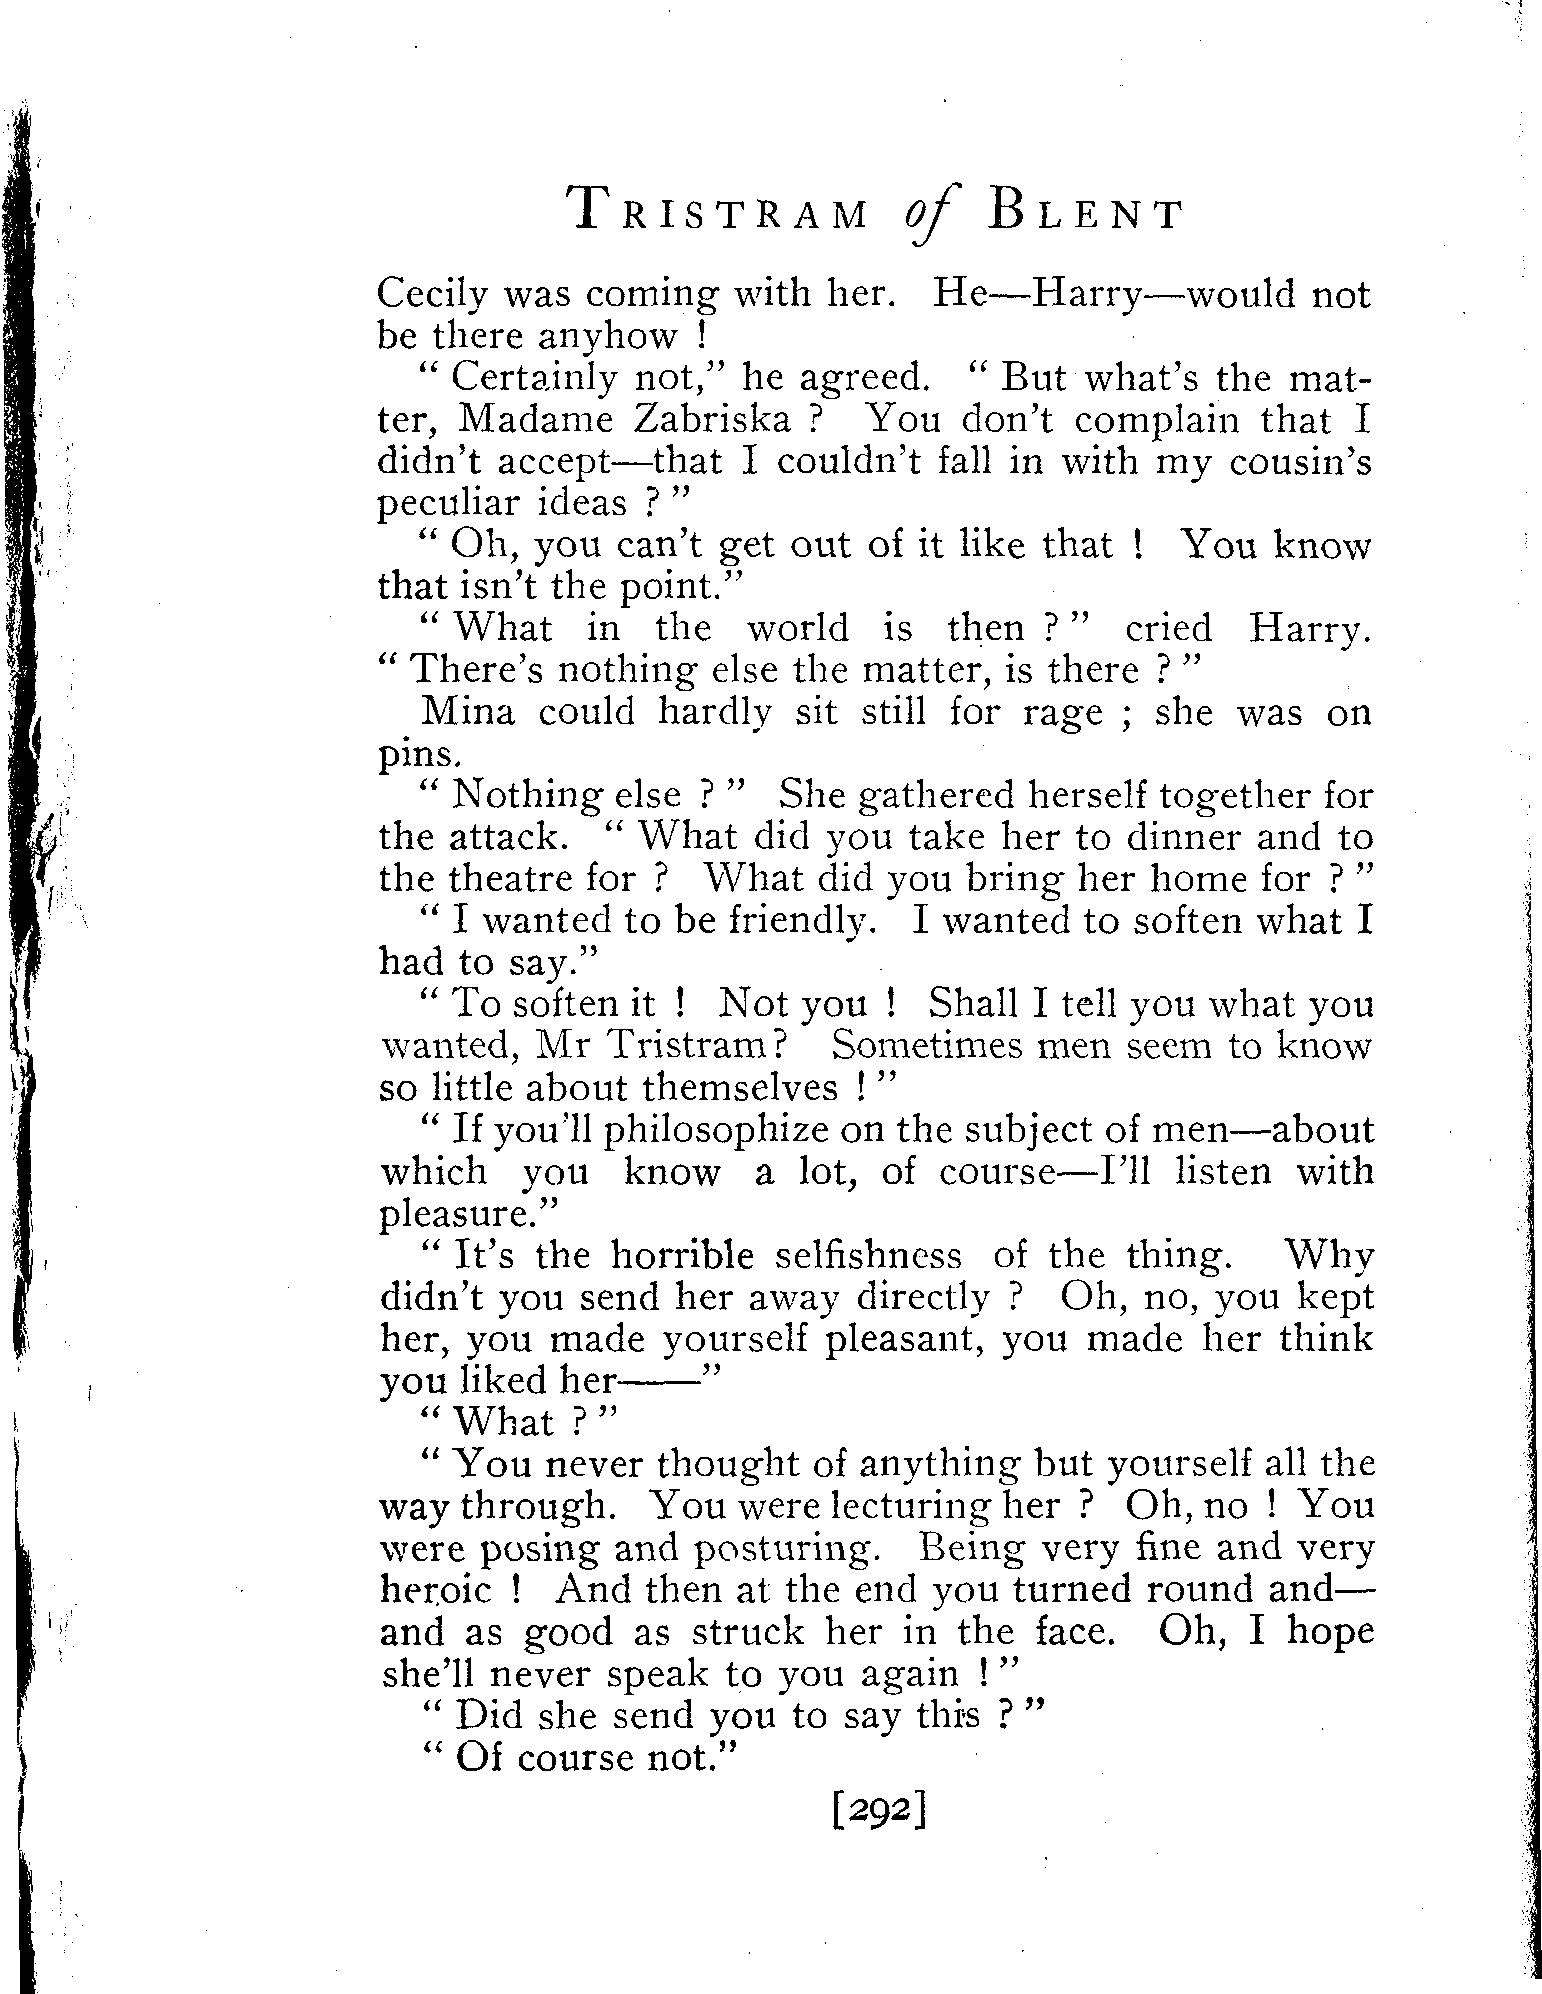 TRISTRAM of BLENT
Cecily was coming with her. He—Harry—would not
be there anyhow !
“ Certainly not,” he agreed. “ But what's the mat-
ter, Madame Zabriska ? You don't complain that I
didn't accept—that I couldn't fall in with my cousin's
peculiar ideas ? ”
“ Oh, you can't get out of it like that ! You know
that isn't the point.”
“ What in the world is then ? ” cried Harry.
“ There's nothing else the matter, is there ? ”
Mina could hardly sit still for rage ; she was on
pins.
“ Nothing else ? ” She gathered herself together for
the attack. “ What did you take her to dinner and to
the theatre for ? What did you bring her home for ? ”
“ I wanted to be friendly. I wanted to soften what I
had to say.”
“ To soften it ! Not you ! Shall I tell you what you
wanted, Mr Tristram? Sometimes men seem to know
so little about themselves ! ”
“ If you'll philosophize on the subject of men—about
which you know a lot, of course—I'll listen with
pleasure.”
“ It's the horrible selfishness of the thing. Why
didn't you send her away directly ? Oh, no, you kept
her, you made yourself pleasant, you made her think
you liked her——”
“ What ? ”
“ You never thought of anything but yourself all the
way through. You were lecturing her ? Oh, no ! You
were posing and posturing. Being very fine and very
heroic ! And then at the end you turned round and—
and as good as struck her in the face. Oh, I hope
she'll never speak to you again ! ”
“ Did she send you to say this ? ”
“ Of course not.”
[292]